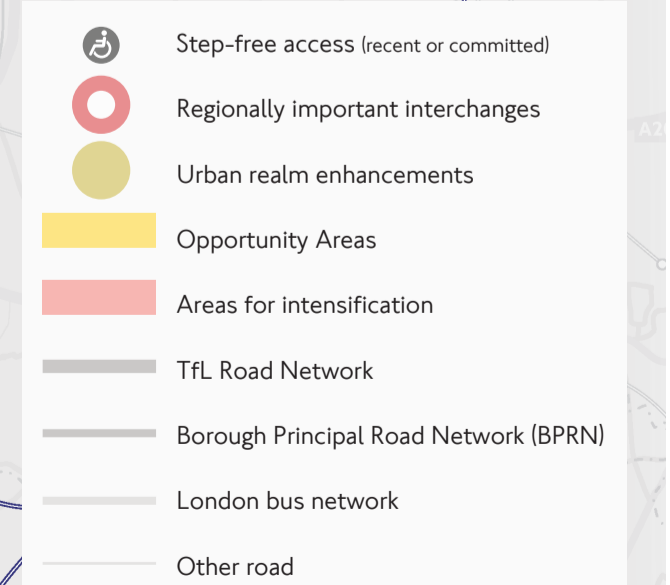 Step-free access (recent or committed)
Regionally important interchanges
Urban realm enhancements
Opportunity Areas
Areas for intensification
TfL Road Network
Borough Principal Road Network (BPRN)
London bus network
Other road